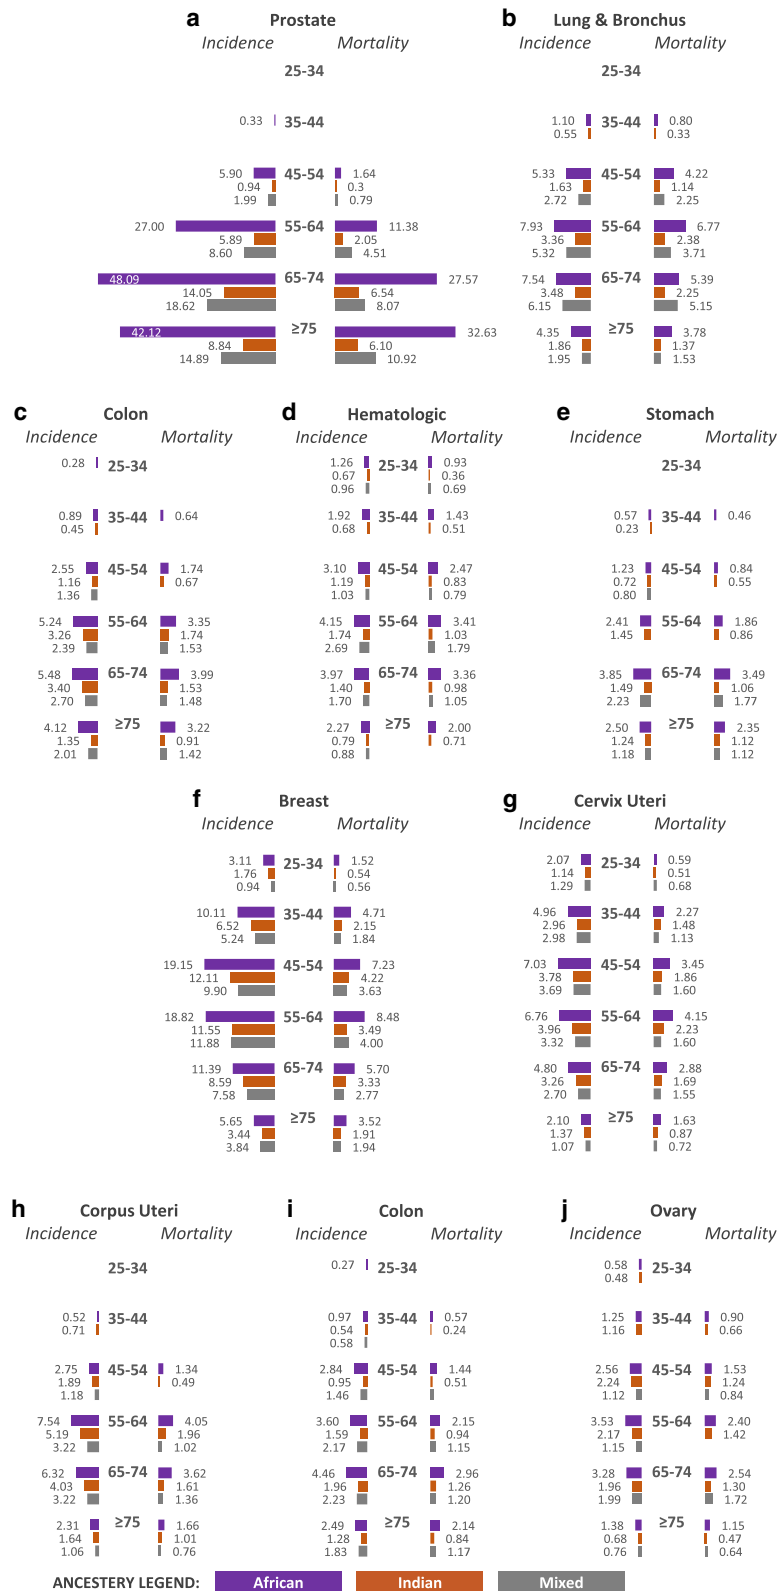 a Prostate
Incidence Mortality
25-34
0.33 35-44
5.90 45-54 1.64
0.94 0.3
1.99 0.79
27.00 55-64 11.38
5.89 2.05
8.60 4.51
48.09 65-74 27.57
14.05 6.54
18.62 8.07
42.12 ≥75 32.63
8.84 6.10
14.89 10.92
b Lung & Bronchus
Incidence Mortality
25-34
1.10 35-44 0.80
0.55 0.33
5.33 45-54 4.22
1.63 1.14
2.72 2.25
7.93 55-64 6.77
3.36 2.38
5.32 3.71
7.54 65-74 5.39
3.48 2.25
6.15 5.15
4.35 ≥75 3.78
1.86 1.37
1.95 1.53
c Colon
Incidence Mortality
0.28 25-34
0.89 35-44 0.64
0.45
2.55 45-54 1.74
1.16 0.67
1.36
5.24 55-64 3.35
3.26 1.74
2.39 1.53
5.48 65-74 3.99
3.40 1.53
2.70 1.48
4.12 ≥75 3.22
1.35 0.91
2.01 1.42
d Hematologic
Incidence Mortality
1.26 25-34 0.93
0.67 0.36
0.96 0.69
1.92 35-44 1.43
0.68 0.51
3.10 45-54 2.47
1.19 0.83
1.03 0.79
4.15 55-64 3.41
1.74 1.03
2.69 1.79
3.97 65-74 3.36
1.40 0.98
1.70 1.05
2.27 ≥75 2.00
0.79 0.71
0.88
e Stomach
Incidence Mortality
25-34
0.57 35-44 0.46
0.23
1.23 45-54 0.84
0.72 0.55
0.80
2.41 55-64 1.86
1.45 0.86
3.85 65-74 3.49
1.49 1.06
2.23 1.77
2.50 ≥75 2.35
1.24 1.12
1.18 1.12
f Breast
Incidence Mortality
3.11 25-34 1.52
1.76 0.54
0.94 0.56
10.11 35-44 4.71
6.52 2.15
5.24 1.84
19.15 45-54 7.23
12.11 4.22
9.90 3.63
18.82 55-64 8.48
11.55 3.49
11.88 4.00
11.39 65-74 5.70
8.59 3.33
7.58 2.77
5.65 ≥75 3.52
3.44 1.91
3.84 1.94
g Cervix Uteri
Incidence Mortality
2.07 25-34 0.59
1.14 0.51
1.29 0.68
4.96 35-44 2.27
2.96 1.48
2.98 1.13
7.03 45-54 3.45
3.78 1.86
3.69 1.60
6.76 55-64 4.15
3.96 2.23
3.32 1.60
4.80 65-74 2.88
3.26 1.69
2.70 1.55
2.10 ≥75 1.63
1.37 0.87
1.07 0.72
h Corpus Uteri
Incidence Mortality
25-34
0.52 35-44
0.71
2.75 45-54 1.34
1.89 0.49
1.18
7.54 55-64 4.05
5.19 1.96
3.22 1.02
6.32 65-74 3.62
4.03 1.61
3.22 1.36
2.31 ≥75 1.66
1.64 1.01
1.06 0.76
i Colon
Incidence Mortality
0.27 25-34
0.97 35-44 0.57
0.54 0.24
0.58
2.84 45-54 1.44
0.95 0.51
1.46
3.60 55-64 2.15
1.59 0.94
2.17 1.15
4.46 65-74 2.96
1.96 1.26
2.23 1.20
2.49 ≥75 2.14
1.28 0.84
1.83 1.17
j Ovary
Incidence Mortality
0.58 25-34
0.48
1.25 35-44 0.90
1.16 0.66
2.56 45-54 1.53
2.24 1.24
1.12 0.84
3.53 55-64 2.40
2.17 1.42
1.15
3.28 65-74 2.54
1.96 1.30
1.99 1.72
1.38 ≥75 1.15
0.68 0.47
0.76 0.64
ANCESTERY LEGEND: African Indian Mixed